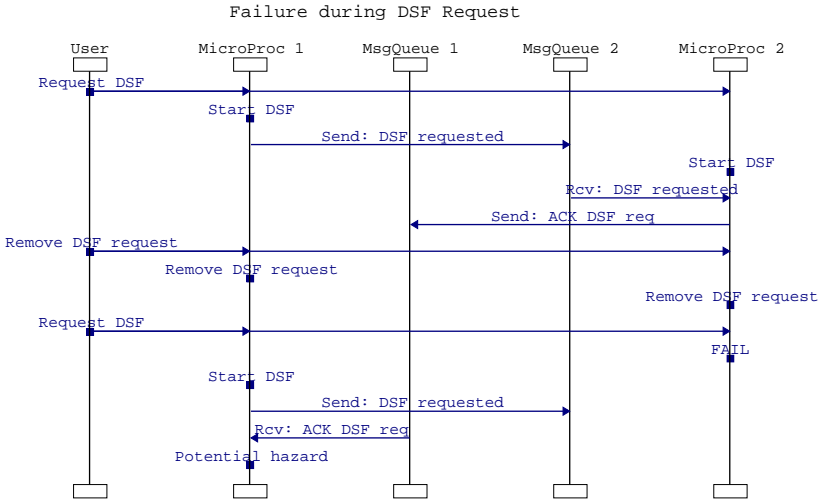 Failure during DSF Request
User MicroProc 1 MsgQueue 1 MsgQueue 2 MicroProc 2
Request DSF
Start DSF
Send: DSF requested
Start DSF
Rcv: DSF requested
Send: ACK DSF req
Remove DSF request
Remove DSF request
Remove DSF request
Request DSF
FAIL
Start DSF
Send: DSF requested
Rcv: ACK DSF req
Potential hazard